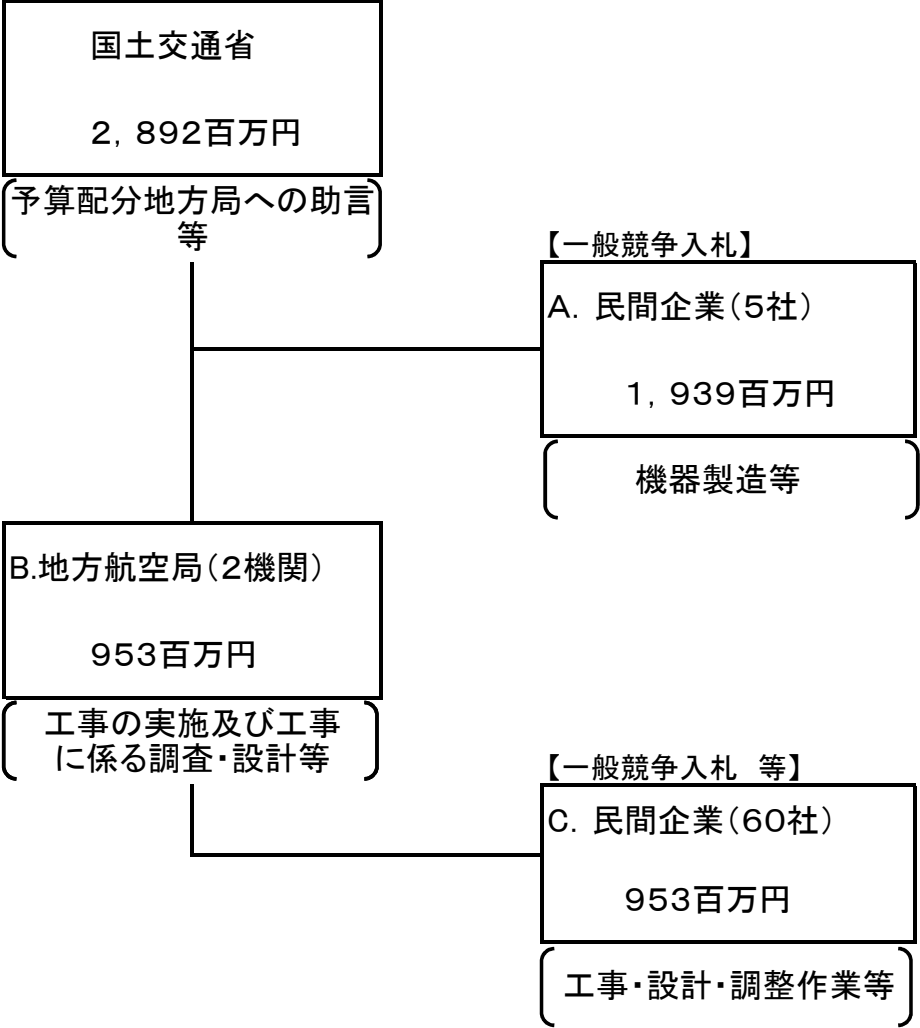 国土交通省
２，８９２百万円
予算配分地方局への助言
等
【一般競争入札】
A．民間企業（５社）
１，９３９百万円
機器製造等
B.地方航空局（２機関）
９５３百万円
工事の実施及び工事
に係る調査・設計等
【一般競争入札　等】
C．民間企業（６０社）
９５３百万円
工事・設計・調整作業等